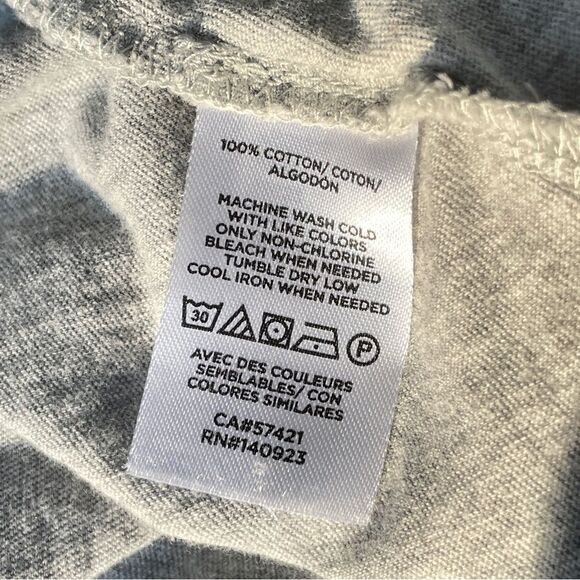 100% COTTON/ COTON/
ALGODÓN
MACHINE WASH COLD
WITH LIKE COLORS
ONLY NON-CHLORINE
BLEACH WHEN NEEDED
TUMBLE DRY LOW
COOL IRON WHEN NEEDED
30 P
AVEC DES COULEURS
SEMBLABLES/ CON
COLORES SIMILARES
CA#57421
RN#140923